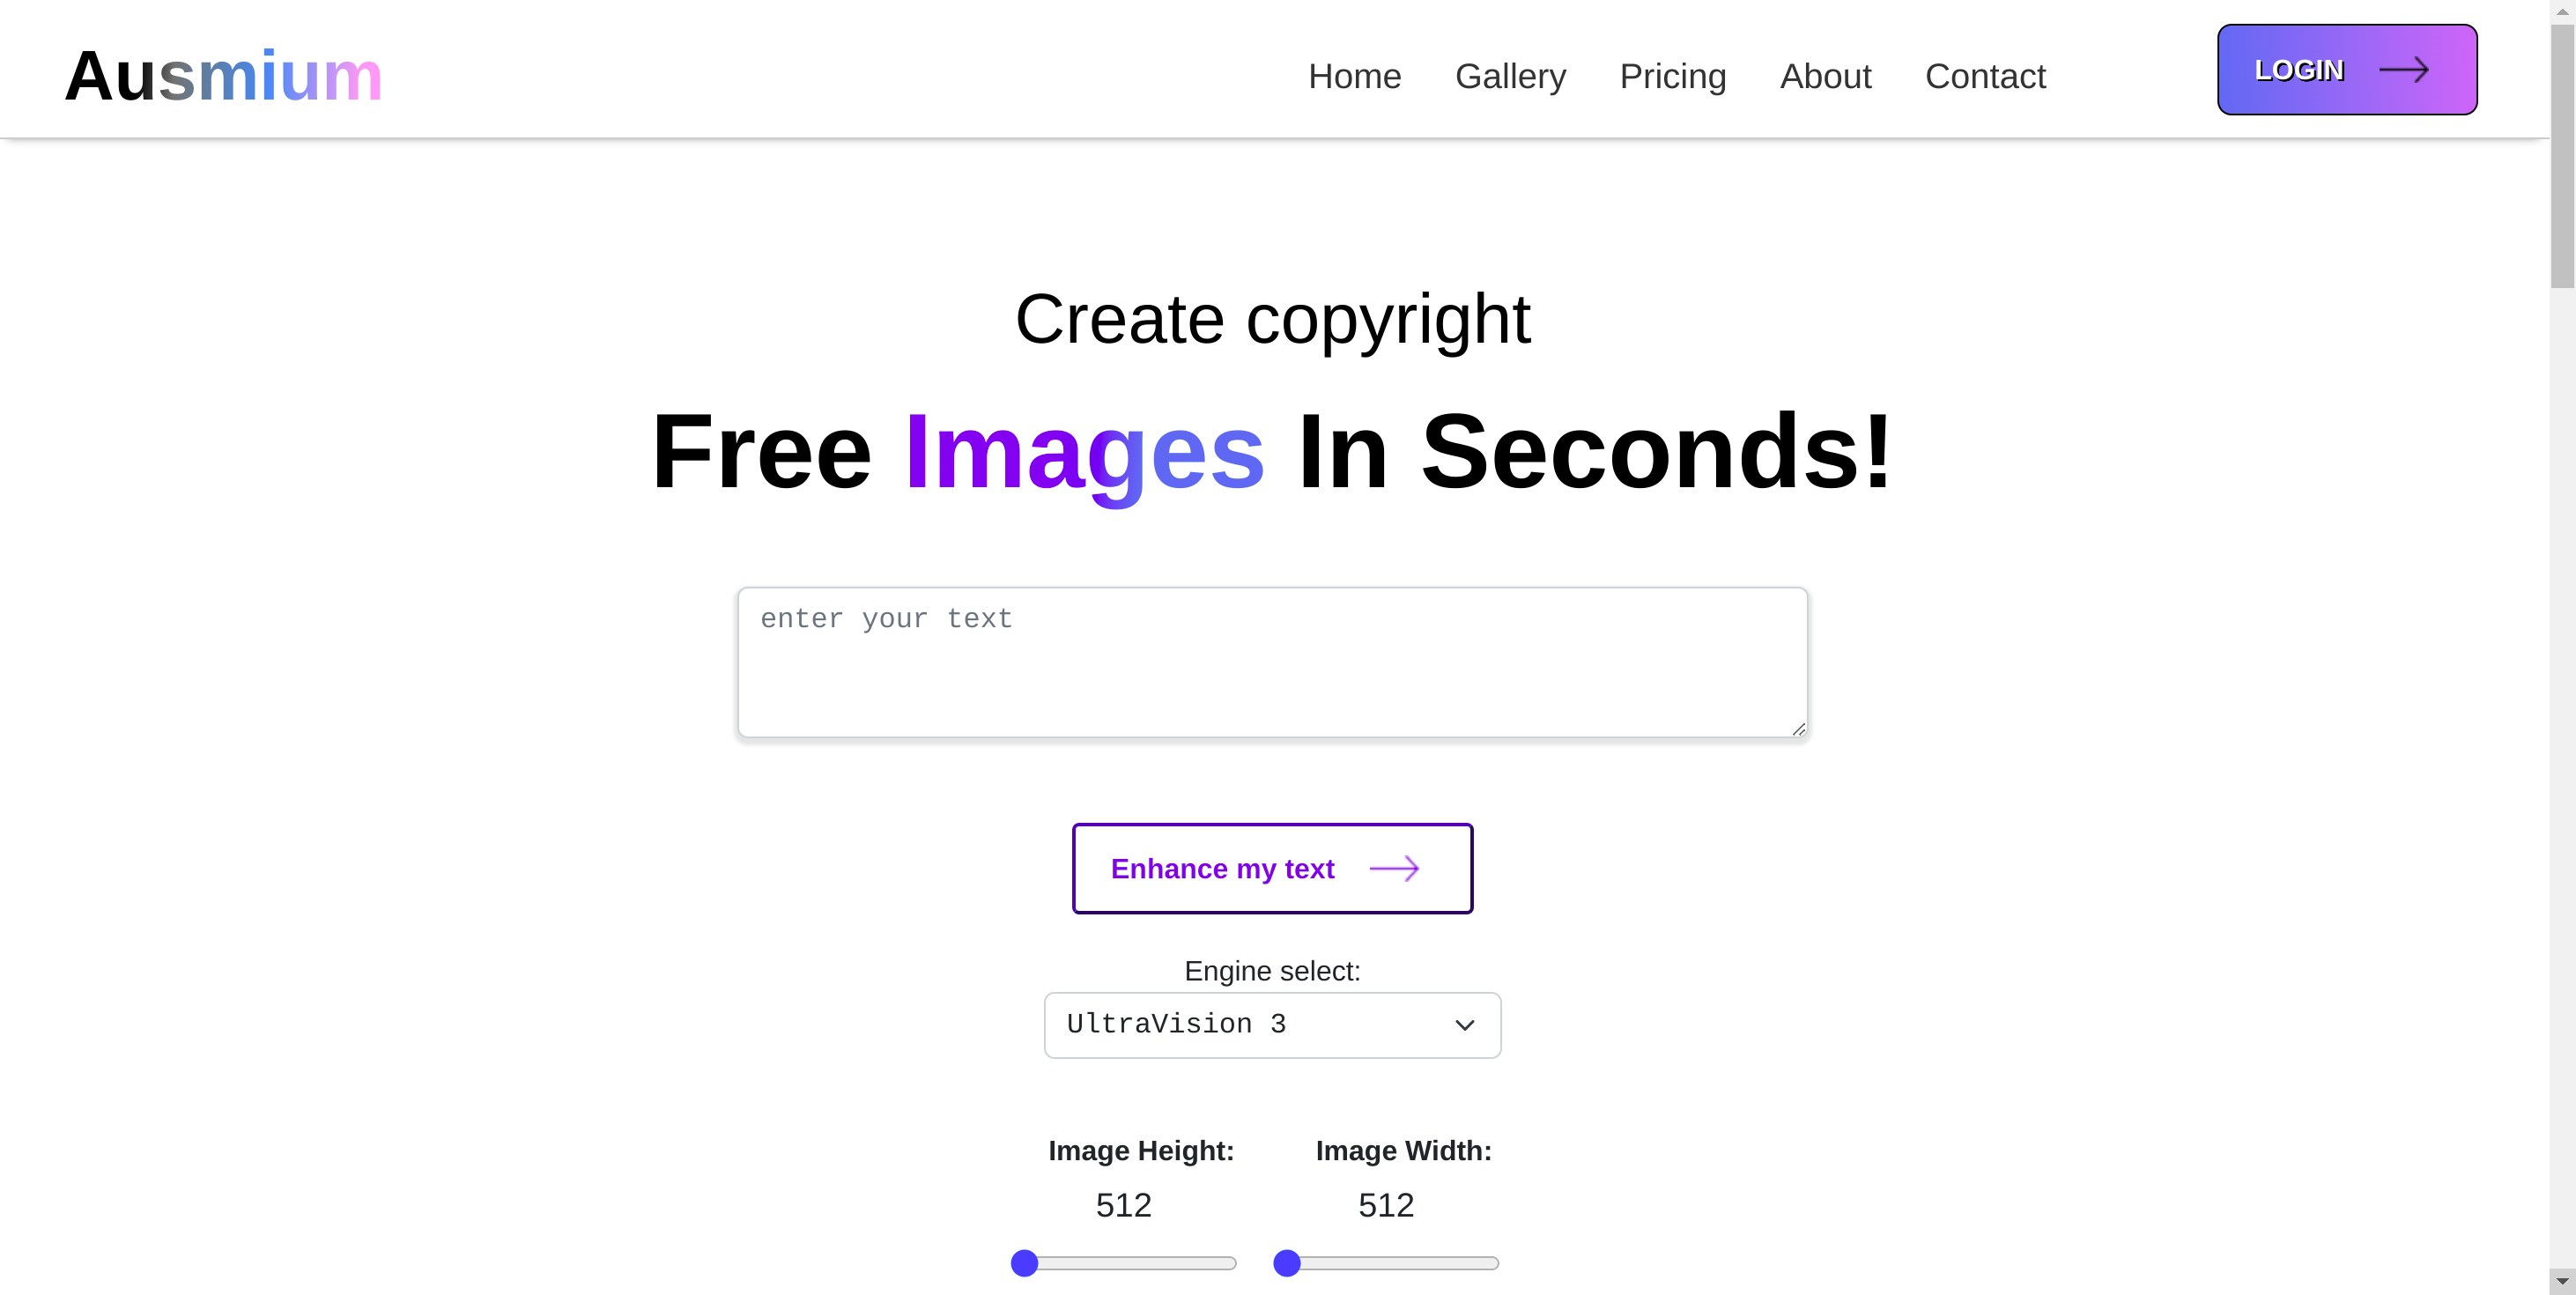 Ausmium
Home Gallery Pricing About Contact
LOGIN
Create copyright
Free Images In Seconds!
enter your text
Enhance my text
Engine select:
UltraVision 3
Image Height: Image Width:
512 512